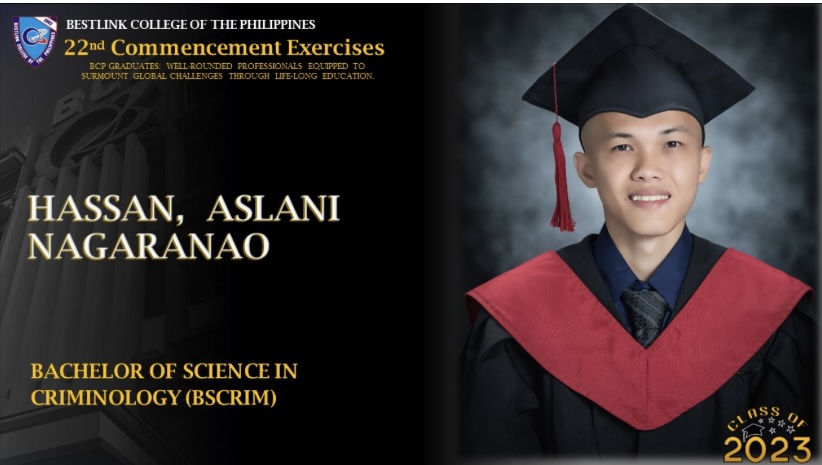 BESTLINK COLLEGE OF THE PHILIPPINES
22nd Commencement Exercises
BCP GRADUATES: WELL-ROUNDED PROFESSIONALS EQUIPPED TO
SURMOUNT GLOBAL CHALLENGES THROUGH LIFE-LONG EDUCATION.
HASSAN, ASLANI
NAGARANAO
BACHELOR OF SCIENCE IN
CRIMINOLOGY (BSCRIM)
CLASS OF
2023